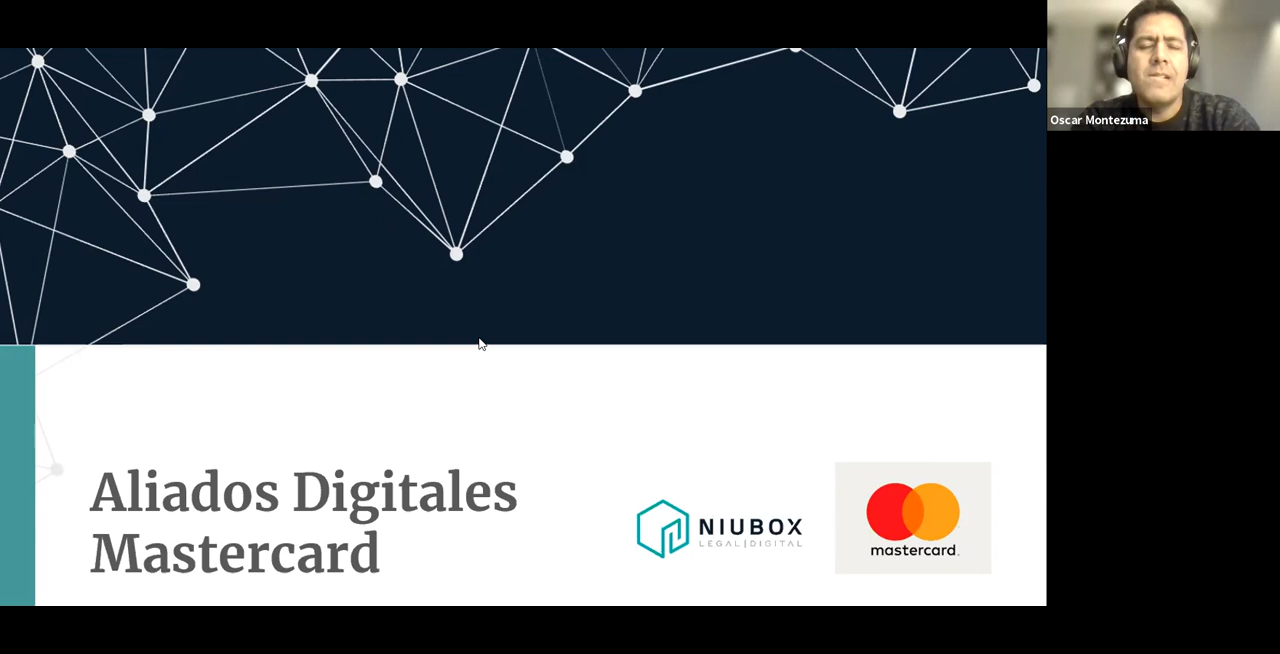 Oscar Montezuma
Aliados Digitales
Mastercard
NIUBOX
LEGAL|DIGITAL
mastercard.